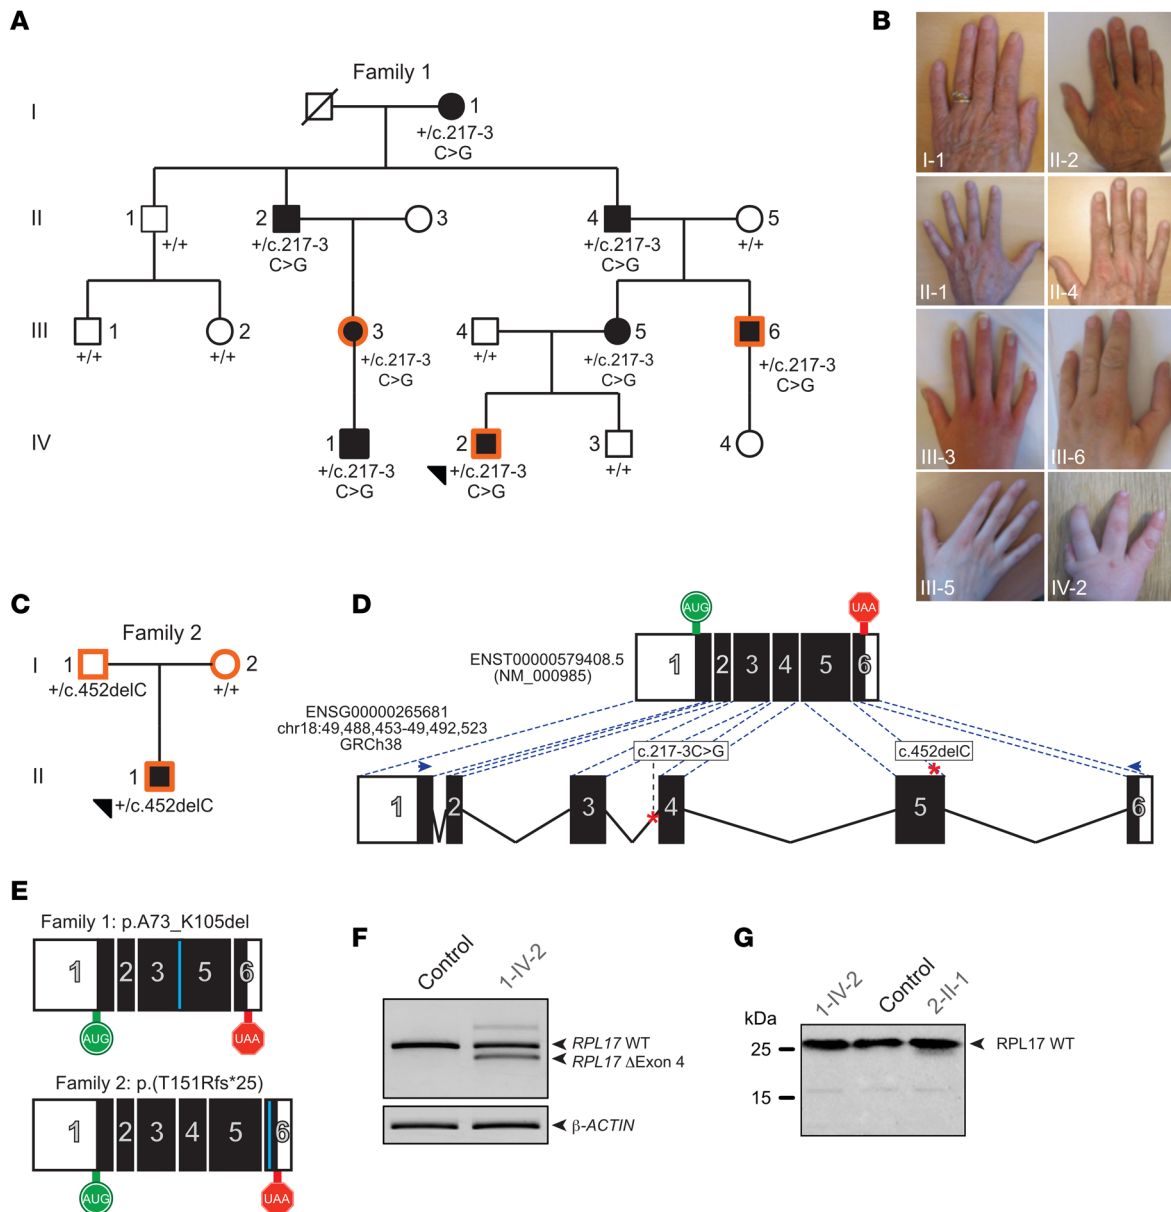 A
Family 1
I
1
+/c.217-3
C>G
II
1
+/+
2
+/c.217-3
C>G
3
4
+/c.217-3
C>G
5
+/+
III
1
+/+
2
+/+
3
+/c.217-3
C>G
4
+/+
5
+/c.217-3
C>G
6
+/c.217-3
C>G
IV
1
+/c.217-3
C>G
2
+/c.217-3
C>G
3
+/+
4
B
I-1
II-2
II-1
II-4
III-3
III-6
III-5
IV-2
C
Family 2
I
1
+/c.452delC
2
+/+
II
1
+/c.452delC
D
AUG
UAA
ENST00000579408.5
(NM_000985)
1 2 3 4 5 6
ENSG00000265681
chr18:49,488,453-49,492,523
GRCh38
c.217-3C>G
c.452delC
*
*
1 2 3 4 5 6
E
Family 1: p.A73_K105del
1 2 3 5 6
AUG
UAA
Family 2: p.(T151Rfs*25)
1 2 3 4 5 6
AUG
UAA
F
Control
1-IV-2
RPL17 WT
RPL17 ΔExon 4
β-ACTIN
G
1-IV-2
Control
2-II-1
kDa
25
15
RPL17 WT